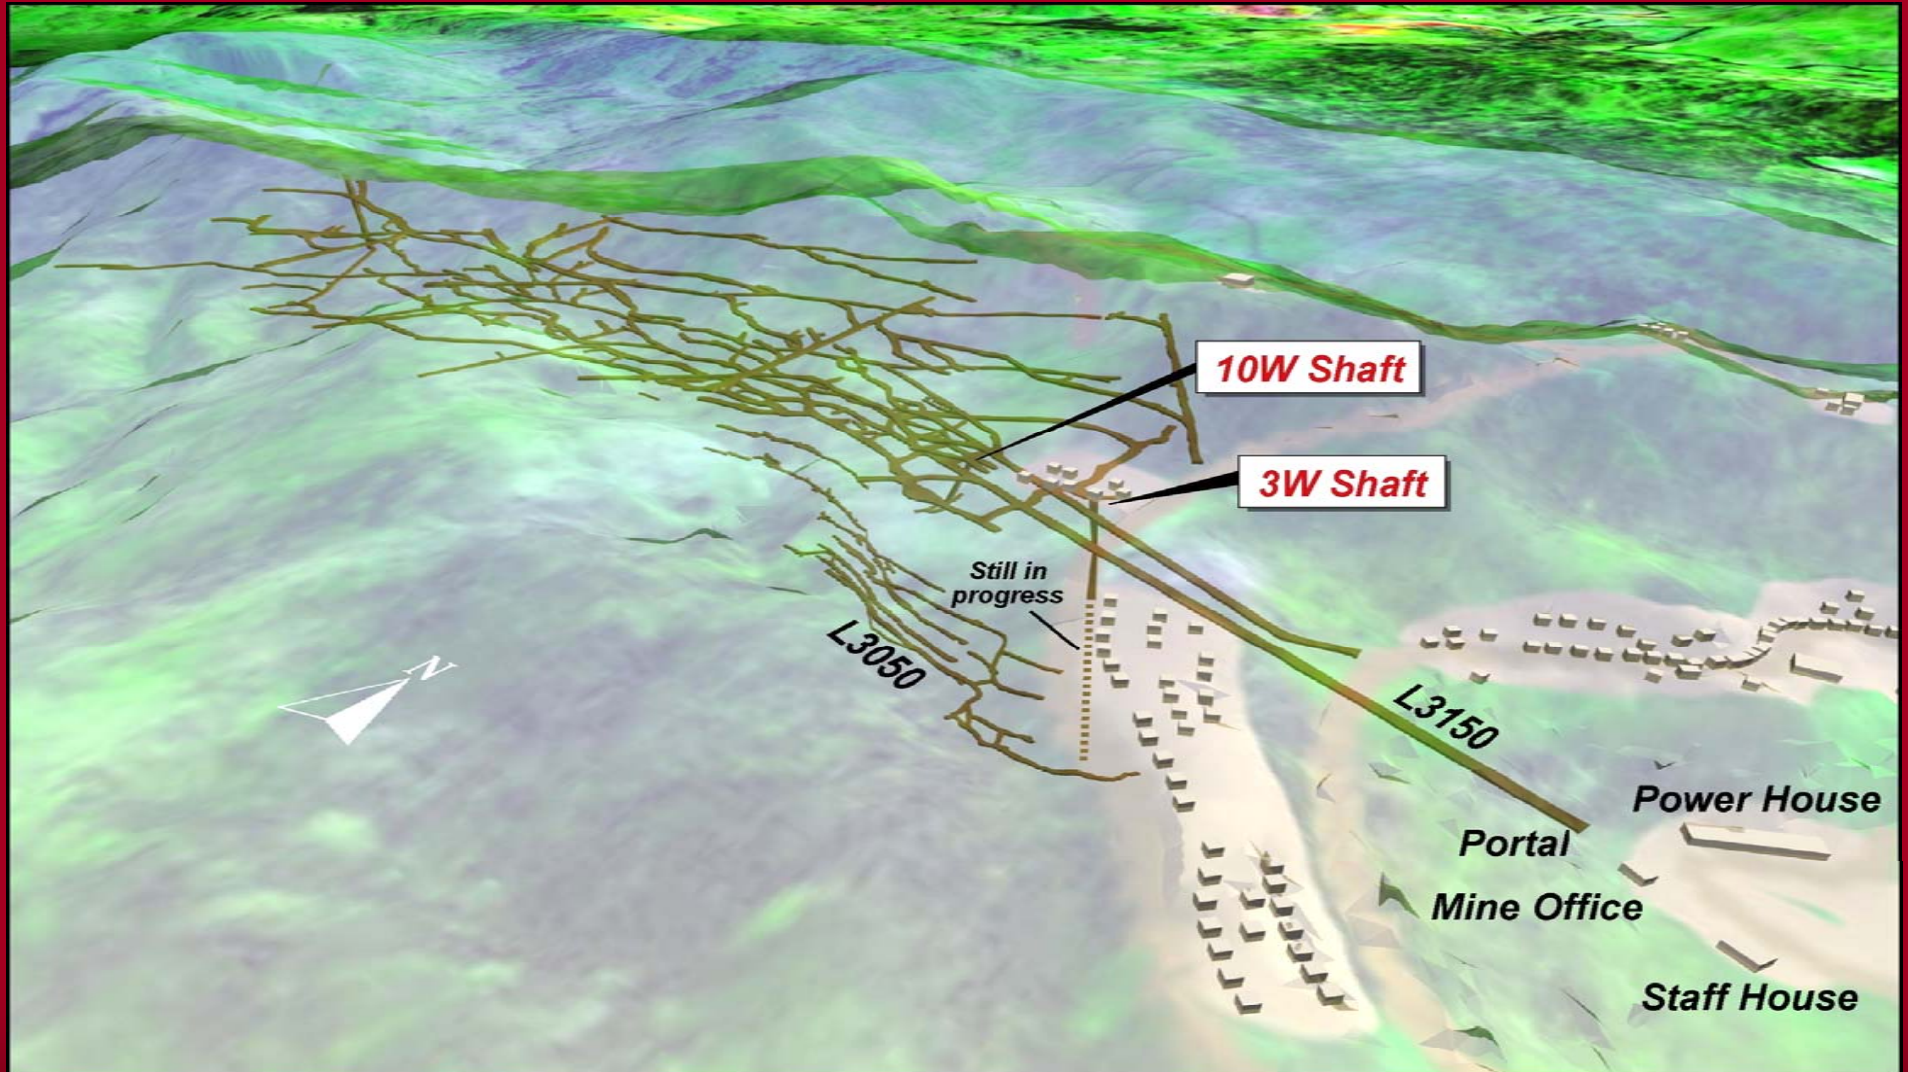 10W Shaft
3W Shaft
Still in
progress
L3050
N
L3150
Power House
Portal
Mine Office
Staff House